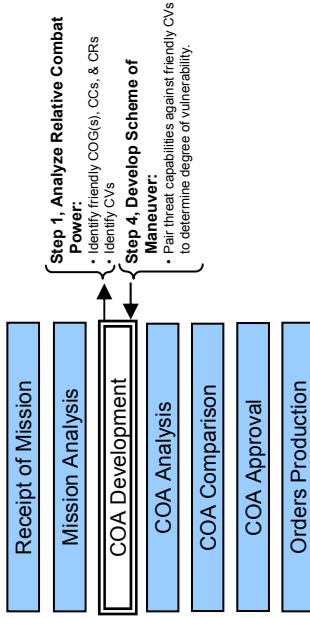 Receipt of Mission
Mission Analysis
COA Development
COA Analysis
COA Comparison
COA Approval
Orders Production
Step 1, Analyze Relative Combat
Power:
• Identify friendly COG(s), CCs, & CRs
• Identify CVs
Step 4, Develop Scheme of
Maneuver:
• Pair threat capabilities against friendly CVs
to determine degree of vulnerability.